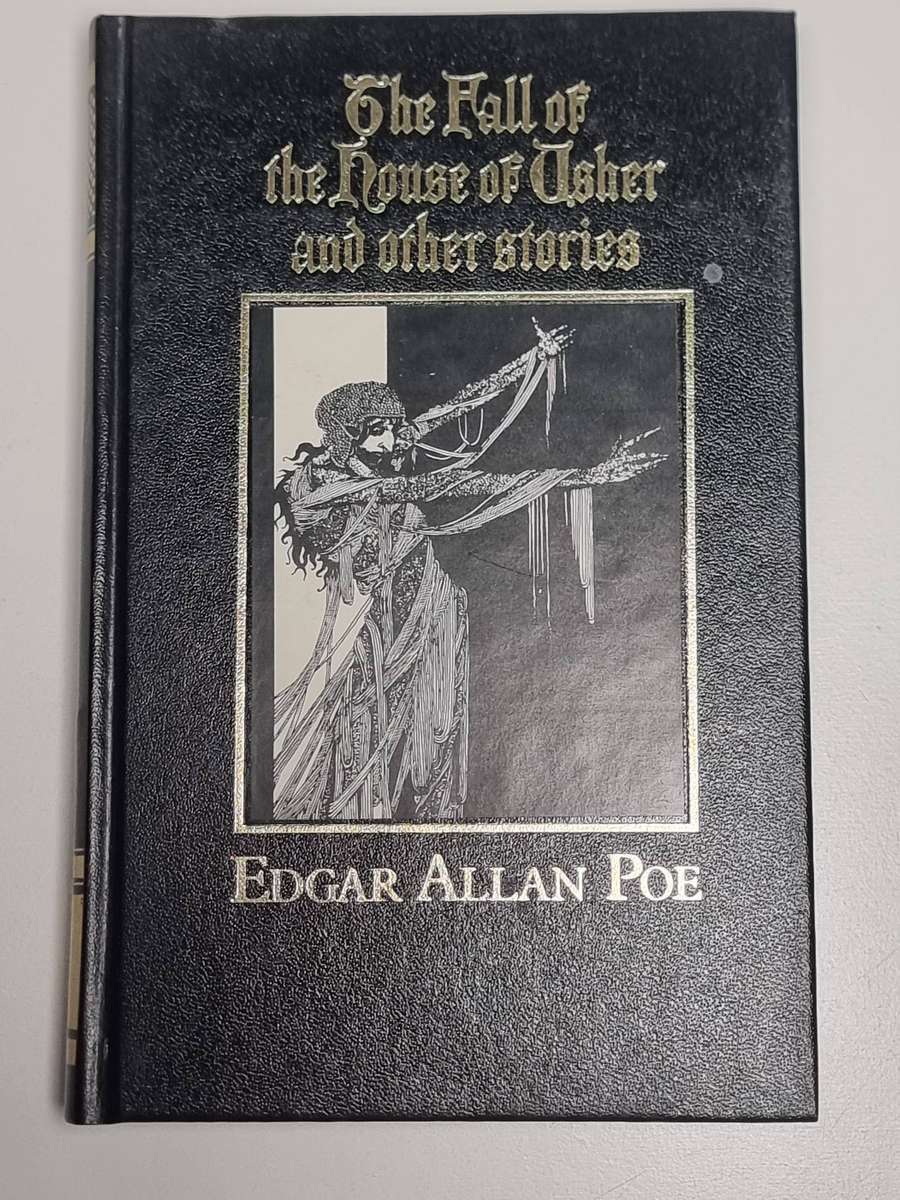 The Fall of
the House of Usher
and other stories
EDGAR ALLAN POE